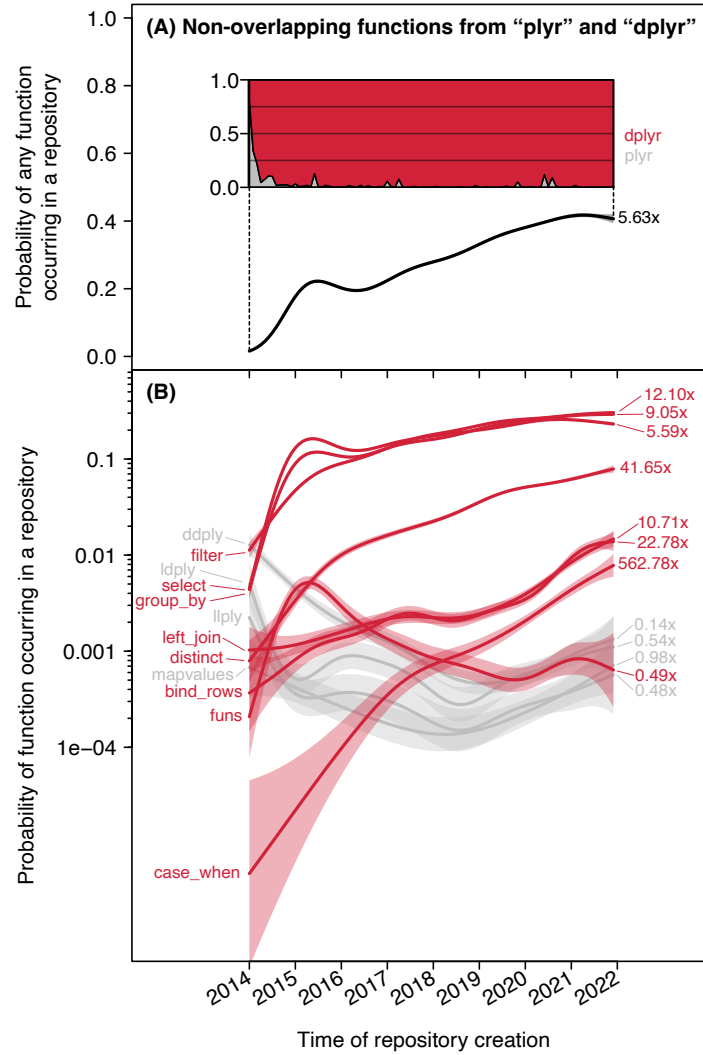 (A) Non-overlapping functions from “plyr” and “dplyr”
Probability of any function
occurring in a repository
1.0
0.8
0.6
0.4
0.2
0.0
1.0
0.5
0.0
dplyr
plyr
5.63x
(B)
Probability of function occurring in a repository
0.1
0.01
0.001
1e−04
ddply
filter
ldply
select
group_by
llply
left_join
distinct
mapvalues
bind_rows
funs
case_when
12.10x
9.05x
5.59x
41.65x
10.71x
22.78x
562.78x
0.14x
0.54x
0.98x
0.49x
0.48x
2014
2015
2016
2017
2018
2019
2020
2021
2022
Time of repository creation